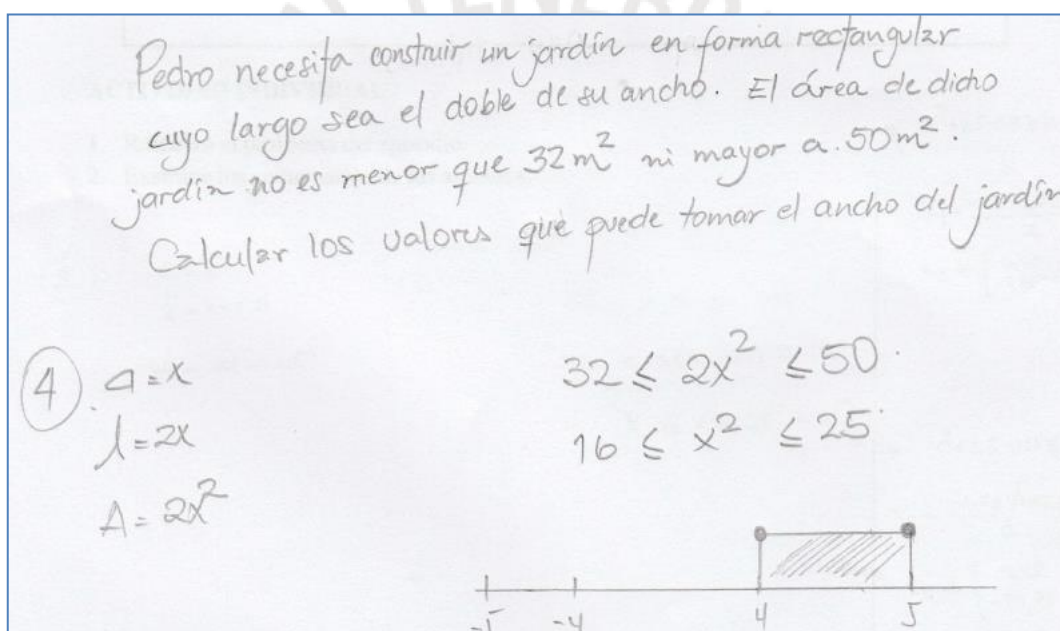 Pedro necesita construir un jardín en forma rectangular
cuyo largo sea el doble de su ancho. El área de dicho
jardín no es menor que 32 m² ni mayor a 50 m².
Calcular los valores que puede tomar el ancho del jardín
4
a = x
l = 2x
A = 2x²
32 ≤ 2x² ≤ 50
16 ≤ x² ≤ 25
-5 -4 4 5